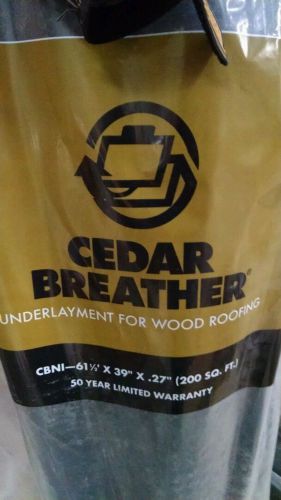 CEDAR
BREATHER®
UNDERLAYMENT FOR WOOD ROOFING
CBNI—61½' X 39" X .27" (200 SQ. FT.)
50 YEAR LIMITED WARRANTY